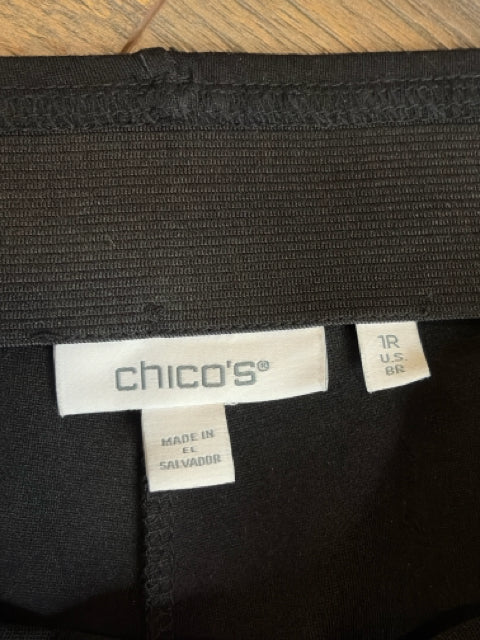 chico's®
1R
U.S.
8R
MADE IN
EL
SALVADOR